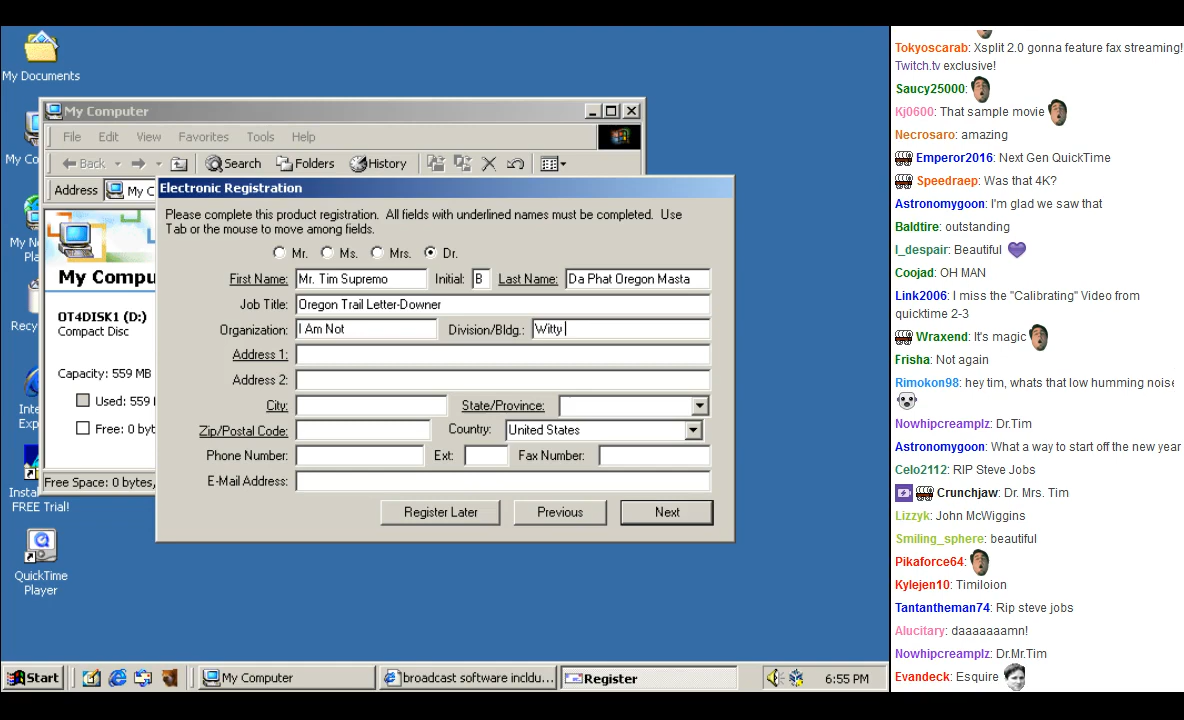 My Documents
My Computer
File Edit View Favorites Tools Help
Back Search Folders History
Address My C
Electronic Registration
Please complete this product registration. All fields with underlined names must be completed. Use
Tab or the mouse to move among fields.
Mr. Ms. Mrs. Dr.
First Name: Mr. Tim Supremo Initial: B Last Name: Da Phat Oregon Masta
Job Title: Oregon Trail Letter-Downer
Organization: I Am Not Division/Bldg.: Witty
Address 1:
Address 2:
City: State/Province:
Zip/Postal Code: Country: United States
Phone Number: Ext: Fax Number:
E-Mail Address:
Register Later Previous Next
My Co
My Ne
Pla
Recy
Inte
Exp
Insta
FREE Trial!
QuickTime
Player
My Compu
OT4DISK1 (D:)
Compact Disc
Capacity: 559 MB
Used: 559
Free: 0 byt
Free Space: 0 bytes,
Start My Computer broadcast software incldu... Register 6:55 PM
Tokyoscarab: Xsplit 2.0 gonna feature fax streaming!
Twitch.tv exclusive!
Saucy25000:
Kj0600: That sample movie
Necrosaro: amazing
Emperor2016: Next Gen QuickTime
Speedraep: Was that 4K?
Astronomygoon: I'm glad we saw that
Baldtire: outstanding
I_despair: Beautiful
Coojad: OH MAN
Link2006: I miss the "Calibrating" Video from
quicktime 2-3
Wraxend: It's magic
Frisha: Not again
Rimokon98: hey tim, whats that low humming noise
Nowhipcreamplz: Dr.Tim
Astronomygoon: What a way to start off the new year
Celo2112: RIP Steve Jobs
Crunchjaw: Dr. Mrs. Tim
Lizzyk: John McWiggins
Smiling_sphere: beautiful
Pikaforce64:
Kylejen10: Timiloion
Tantantheman74: Rip steve jobs
Alucitary: daaaaaaamn!
Nowhipcreamplz: Dr.Mr.Tim
Evandeck: Esquire